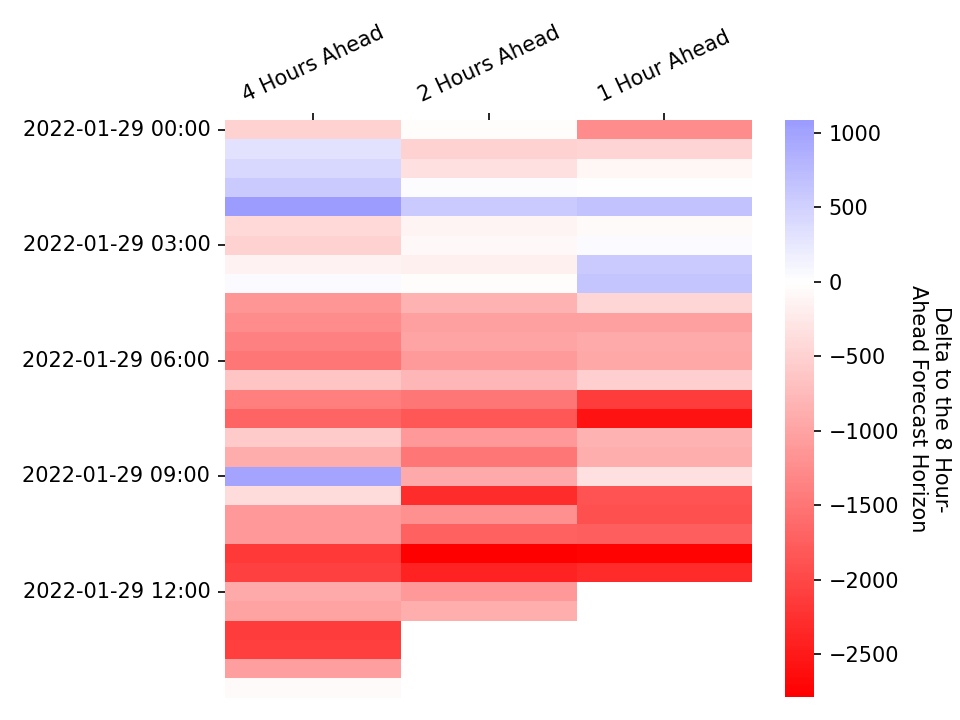 4 Hours Ahead
2 Hours Ahead
1 Hour Ahead
2022-01-29 00:00
2022-01-29 03:00
2022-01-29 06:00
2022-01-29 09:00
2022-01-29 12:00
1000
500
0
−500
−1000
−1500
−2000
−2500
Delta to the 8 Hour-
Ahead Forecast Horizon